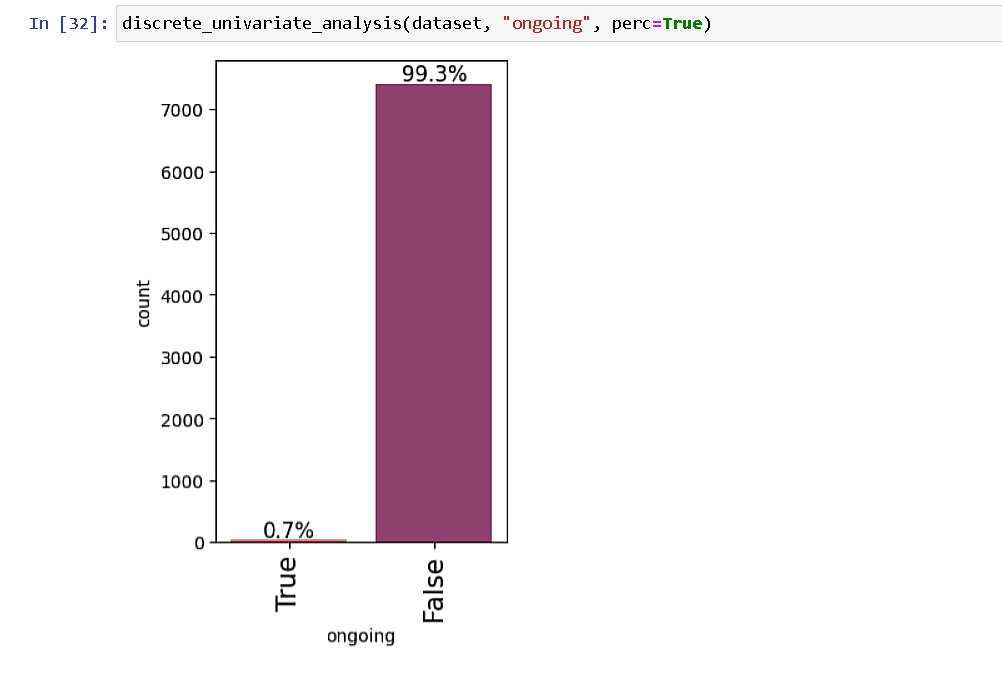 In [32]: discrete_univariate_analysis(dataset, "ongoing", perc=True)
99.3%
7000
6000
5000
4000
3000
2000
1000
0
count
0.7%
True
False
ongoing